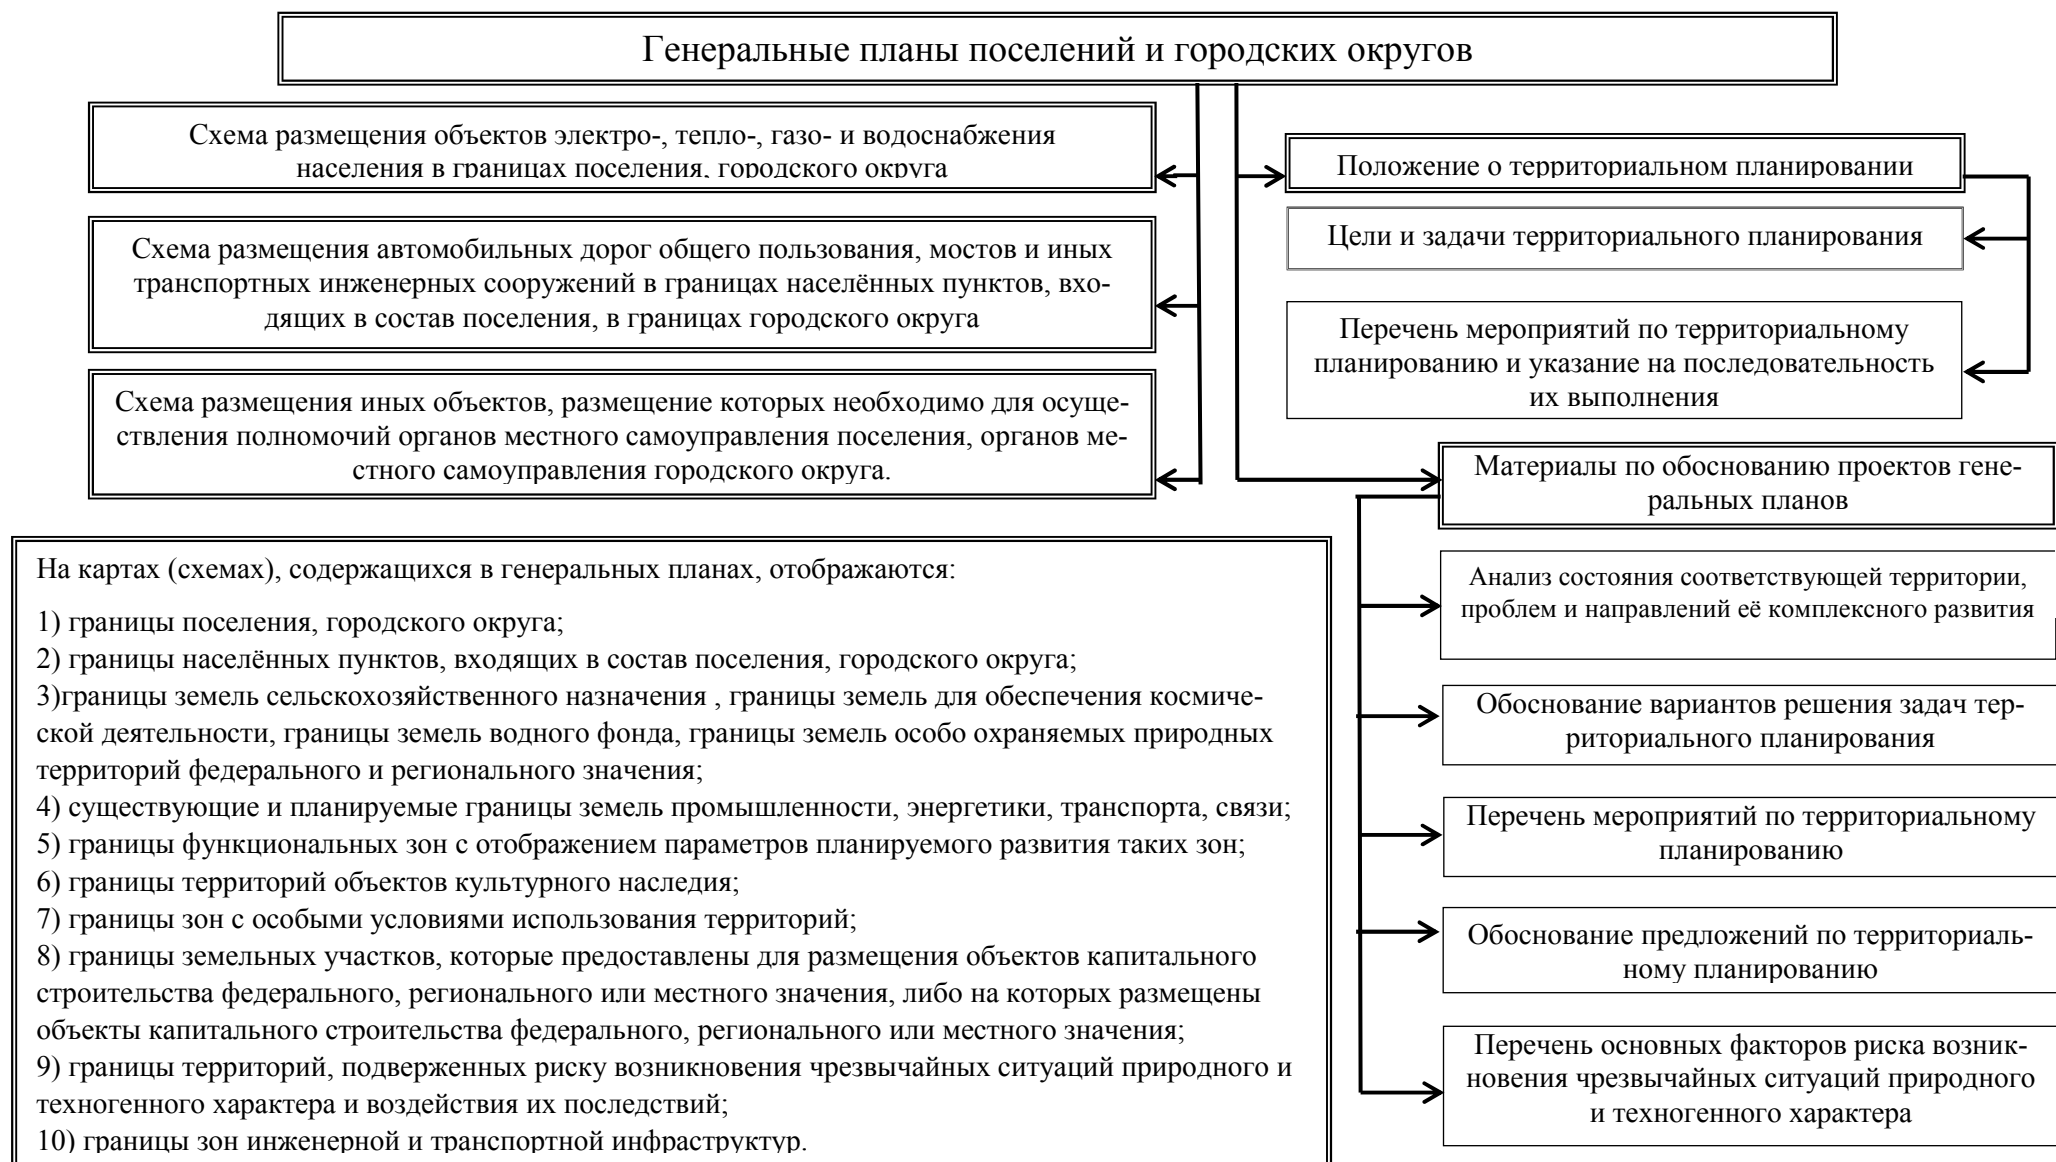 Генеральные планы поселений и городских округов
Схема размещения объектов электро-, тепло-, газо- и водоснабжения
населения в границах поселения, городского округа
Схема размещения автомобильных дорог общего пользования, мостов и иных
транспортных инженерных сооружений в границах населённых пунктов, вхо-
дящих в состав поселения, в границах городского округа
Схема размещения иных объектов, размещение которых необходимо для осуще-
ствления полномочий органов местного самоуправления поселения, органов ме-
стного самоуправления городского округа.
Положение о территориальном планировании
Цели и задачи территориального планирования
Перечень мероприятий по территориальному
планированию и указание на последовательность
их выполнения
Материалы по обоснованию проектов гене-
ральных планов
Анализ состояния соответствующей территории,
проблем и направлений её комплексного развития
Обоснование вариантов решения задач тер-
риториального планирования
Перечень мероприятий по территориальному
планированию
Обоснование предложений по территориаль-
ному планированию
Перечень основных факторов риска возник-
новения чрезвычайных ситуаций природного
и техногенного характера
На картах (схемах), содержащихся в генеральных планах, отображаются:
1) границы поселения, городского округа;
2) границы населённых пунктов, входящих в состав поселения, городского округа;
3)границы земель сельскохозяйственного назначения , границы земель для обеспечения космиче-
ской деятельности, границы земель водного фонда, границы земель особо охраняемых природных
территорий федерального и регионального значения;
4) существующие и планируемые границы земель промышленности, энергетики, транспорта, связи;
5) границы функциональных зон с отображением параметров планируемого развития таких зон;
6) границы территорий объектов культурного наследия;
7) границы зон с особыми условиями использования территорий;
8) границы земельных участков, которые предоставлены для размещения объектов капитального
строительства федерального, регионального или местного значения, либо на которых размещены
объекты капитального строительства федерального, регионального или местного значения;
9) границы территорий, подверженных риску возникновения чрезвычайных ситуаций природного и
техногенного характера и воздействия их последствий;
10) границы зон инженерной и транспортной инфраструктур.